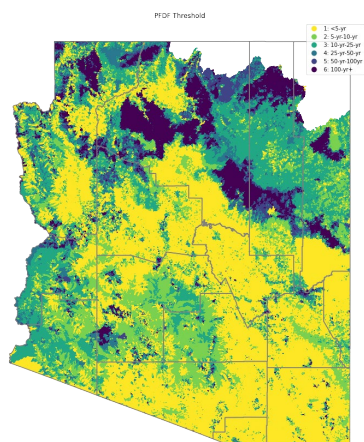 PFDF Threshold
1: <5-yr
2: 5-yr-10-yr
3: 10-yr-25-yr
4: 25-yr-50-yr
5: 50-yr-100yr
6: 100-yr+